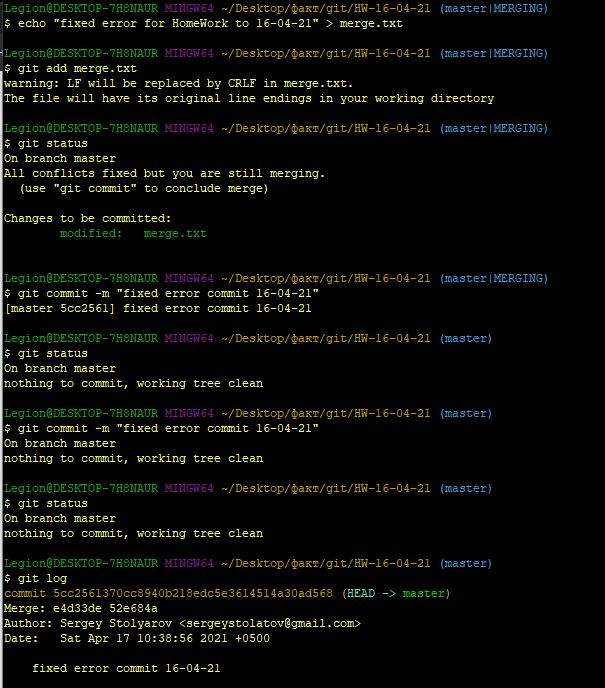 Legion@DESKTOP-7H8NAUR MINGW64 ~/Desktop/факт/git/HW-16-04-21 (master|MERGING)
$ echo "fixed error for HomeWork to 16-04-21" > merge.txt
Legion@DESKTOP-7H8NAUR MINGW64 ~/Desktop/факт/git/HW-16-04-21 (master|MERGING)
$ git add merge.txt
warning: LF will be replaced by CRLF in merge.txt.
The file will have its original line endings in your working directory
Legion@DESKTOP-7H8NAUR MINGW64 ~/Desktop/факт/git/HW-16-04-21 (master|MERGING)
$ git status
On branch master
All conflicts fixed but you are still merging.
  (use "git commit" to conclude merge)
Changes to be committed:
        modified:   merge.txt
Legion@DESKTOP-7H8NAUR MINGW64 ~/Desktop/факт/git/HW-16-04-21 (master|MERGING)
$ git commit -m "fixed error commit 16-04-21"
[master 5cc2561] fixed error commit 16-04-21
Legion@DESKTOP-7H8NAUR MINGW64 ~/Desktop/факт/git/HW-16-04-21 (master)
$ git status
On branch master
nothing to commit, working tree clean
Legion@DESKTOP-7H8NAUR MINGW64 ~/Desktop/факт/git/HW-16-04-21 (master)
$ git commit -m "fixed error commit 16-04-21"
On branch master
nothing to commit, working tree clean
Legion@DESKTOP-7H8NAUR MINGW64 ~/Desktop/факт/git/HW-16-04-21 (master)
$ git status
On branch master
nothing to commit, working tree clean
Legion@DESKTOP-7H8NAUR MINGW64 ~/Desktop/факт/git/HW-16-04-21 (master)
$ git log
commit 5cc2561370cc8940b218edc5e3614514a30ad568 (HEAD -> master)
Merge: e4d33de 52e684a
Author: Sergey Stolyarov <sergeystolatov@gmail.com>
Date:   Sat Apr 17 10:38:56 2021 +0500
    fixed error commit 16-04-21